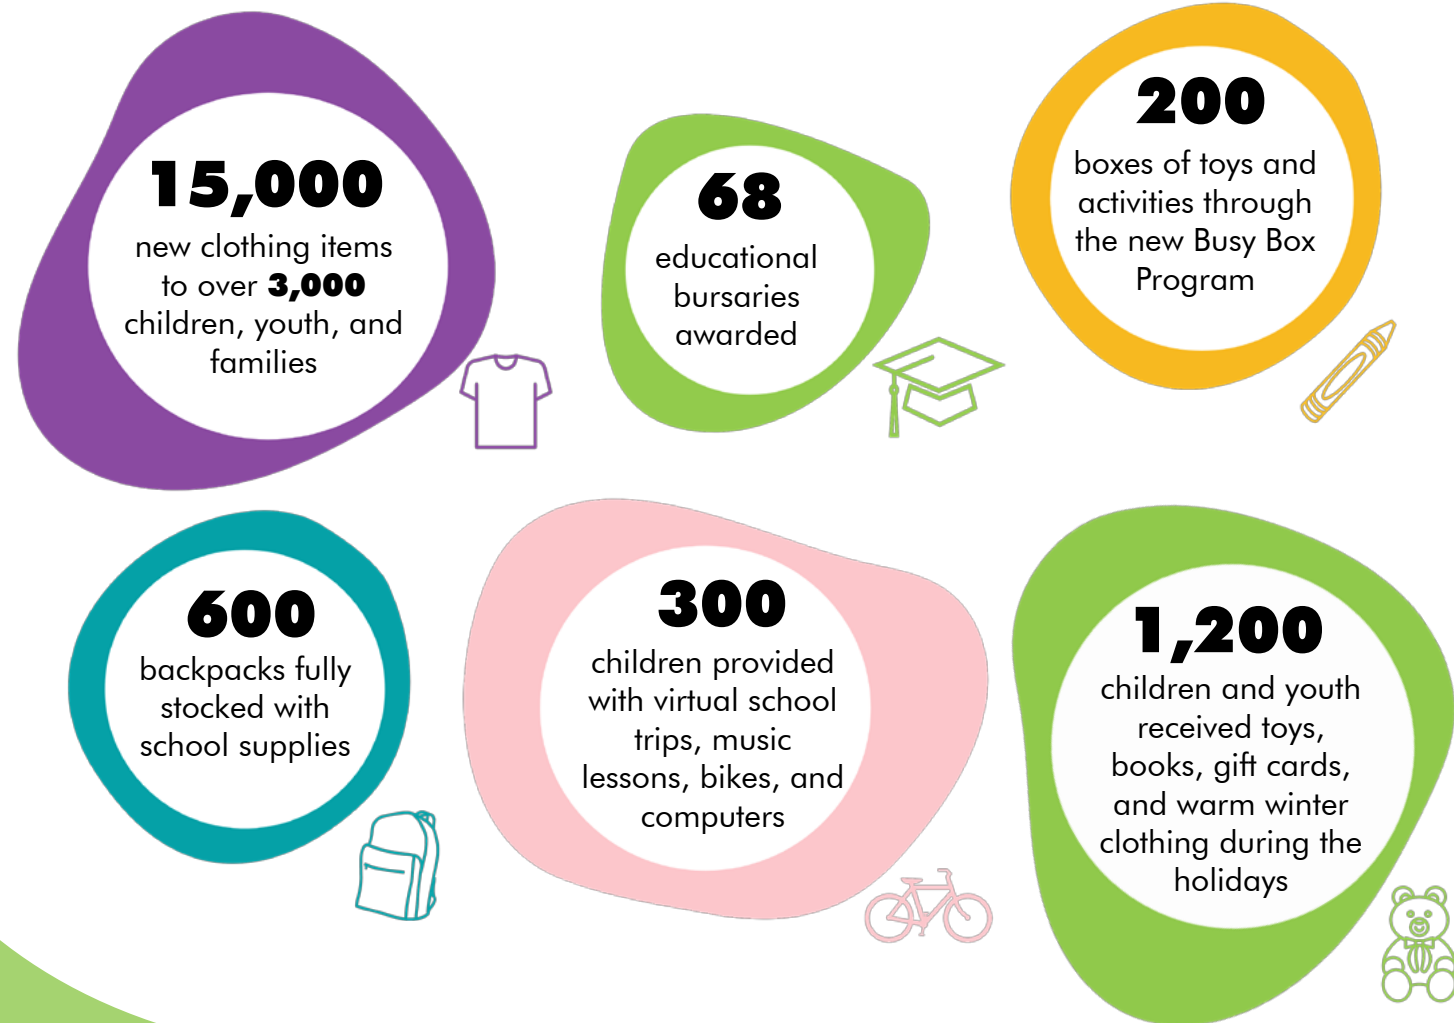 15,000
new clothing items
to over 3,000
children, youth, and
families
68
educational
bursaries
awarded
200
boxes of toys and
activities through
the new Busy Box
Program
600
backpacks fully
stocked with
school supplies
300
children provided
with virtual school
trips, music
lessons, bikes, and
computers
1,200
children and youth
received toys,
books, gift cards,
and warm winter
clothing during the
holidays